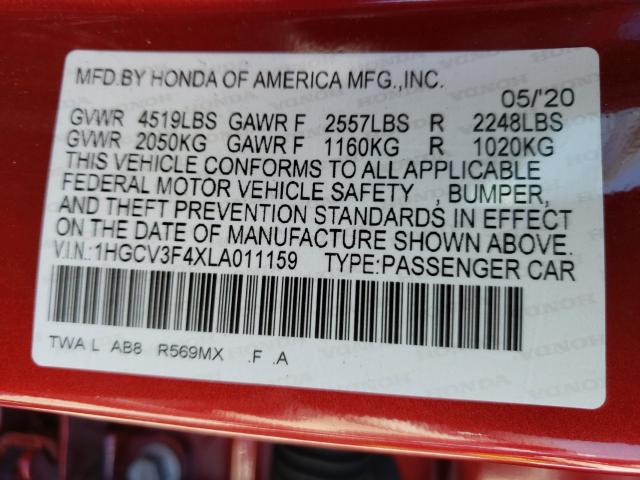 MFD.BY HONDA OF AMERICA MFG.,INC.
05/'20
GVWR 4519LBS GAWR F 2557LBS R 2248LBS
GVWR 2050KG GAWR F 1160KG R 1020KG
THIS VEHICLE CONFORMS TO ALL APPLICABLE
FEDERAL MOTOR VEHICLE SAFETY , BUMPER,
AND THEFT PREVENTION STANDARDS IN EFFECT
ON THE DATE OF MANUFACTURE SHOWN ABOVE.
V.I.N.:1HGCV3F4XLA011159 TYPE:PASSENGER CAR
TWA L AB8 R569MX .F .A